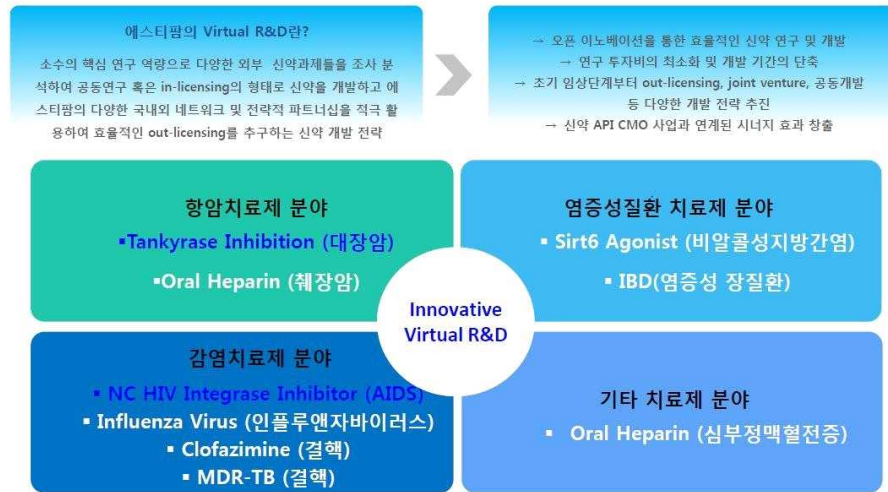 에스티팜의 Virtual R&D란?
소수의 핵심 연구 역량으로 다양한 외부 신약과제들을 조사 분
석하여 공동연구 혹은 in-licensing의 형태로 신약을 개발하고 에
스티팜의 다양한 국내외 네트워크 및 전략적 파트너십을 적극 활
용하여 효율적인 out-licensing를 추구하는 신약 개발 전략
→ 오픈 이노베이션을 통한 효율적인 신약 연구 및 개발
→ 연구 투자비의 최소화 및 개발 기간의 단축
→ 초기 임상단계부터 out-licensing, joint venture, 공동개발
등 다양한 개발 전략 추진
→ 신약 API CMO 사업과 연계된 시너지 효과 창출
항암치료제 분야
▪Tankyrase Inhibition (대장암)
▪Oral Heparin (췌장암)
염증성질환 치료제 분야
▪ Sirt6 Agonist (비알콜성지방간염)
▪ IBD(염증성 장질환)
Innovative
Virtual R&D
감염치료제 분야
▪ NC HIV Integrase Inhibitor (AIDS)
▪ Influenza Virus (인플루앤자바이러스)
▪ Clofazimine (결핵)
▪ MDR-TB (결핵)
기타 치료제 분야
▪ Oral Heparin (심부정맥혈전증)